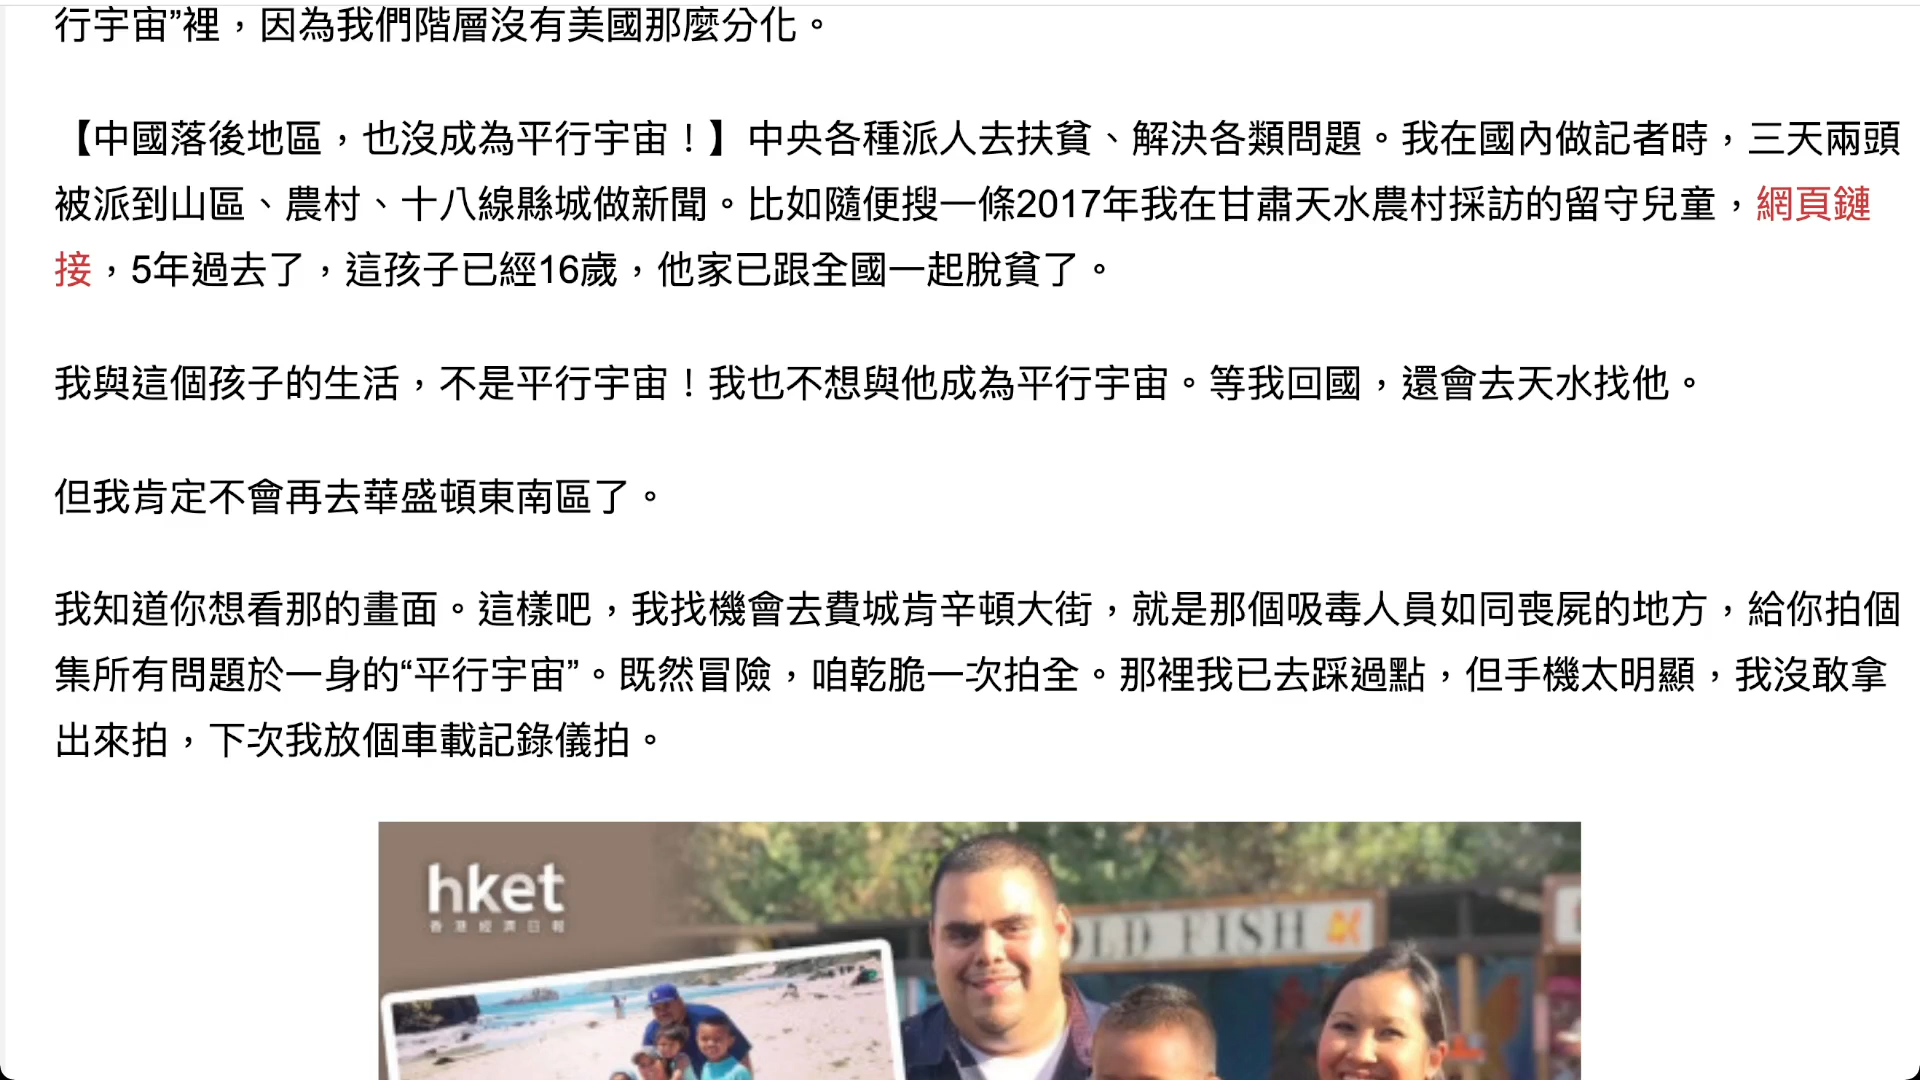 行宇宙”裡，因為我們階層沒有美國那麼分化。
【中國落後地區，也沒成為平行宇宙！】中央各種派人去扶貧、解決各類問題。我在國內做記者時，三天兩頭
被派到山區、農村、十八線縣城做新聞。比如隨便搜一條2017年我在甘肅天水農村採訪的留守兒童，網頁鏈
接，5年過去了，這孩子已經16歲，他家已跟全國一起脫貧了。
我與這個孩子的生活，不是平行宇宙！我也不想與他成為平行宇宙。等我回國，還會去天水找他。
但我肯定不會再去華盛頓東南區了。
我知道你想看那的畫面。這樣吧，我找機會去費城肯辛頓大街，就是那個吸毒人員如同喪屍的地方，給你拍個
集所有問題於一身的“平行宇宙”。既然冒險，咱乾脆一次拍全。那裡我已去踩過點，但手機太明顯，我沒敢拿
出來拍，下次我放個車載記錄儀拍。
hket
香港經濟日報
OLD FISH